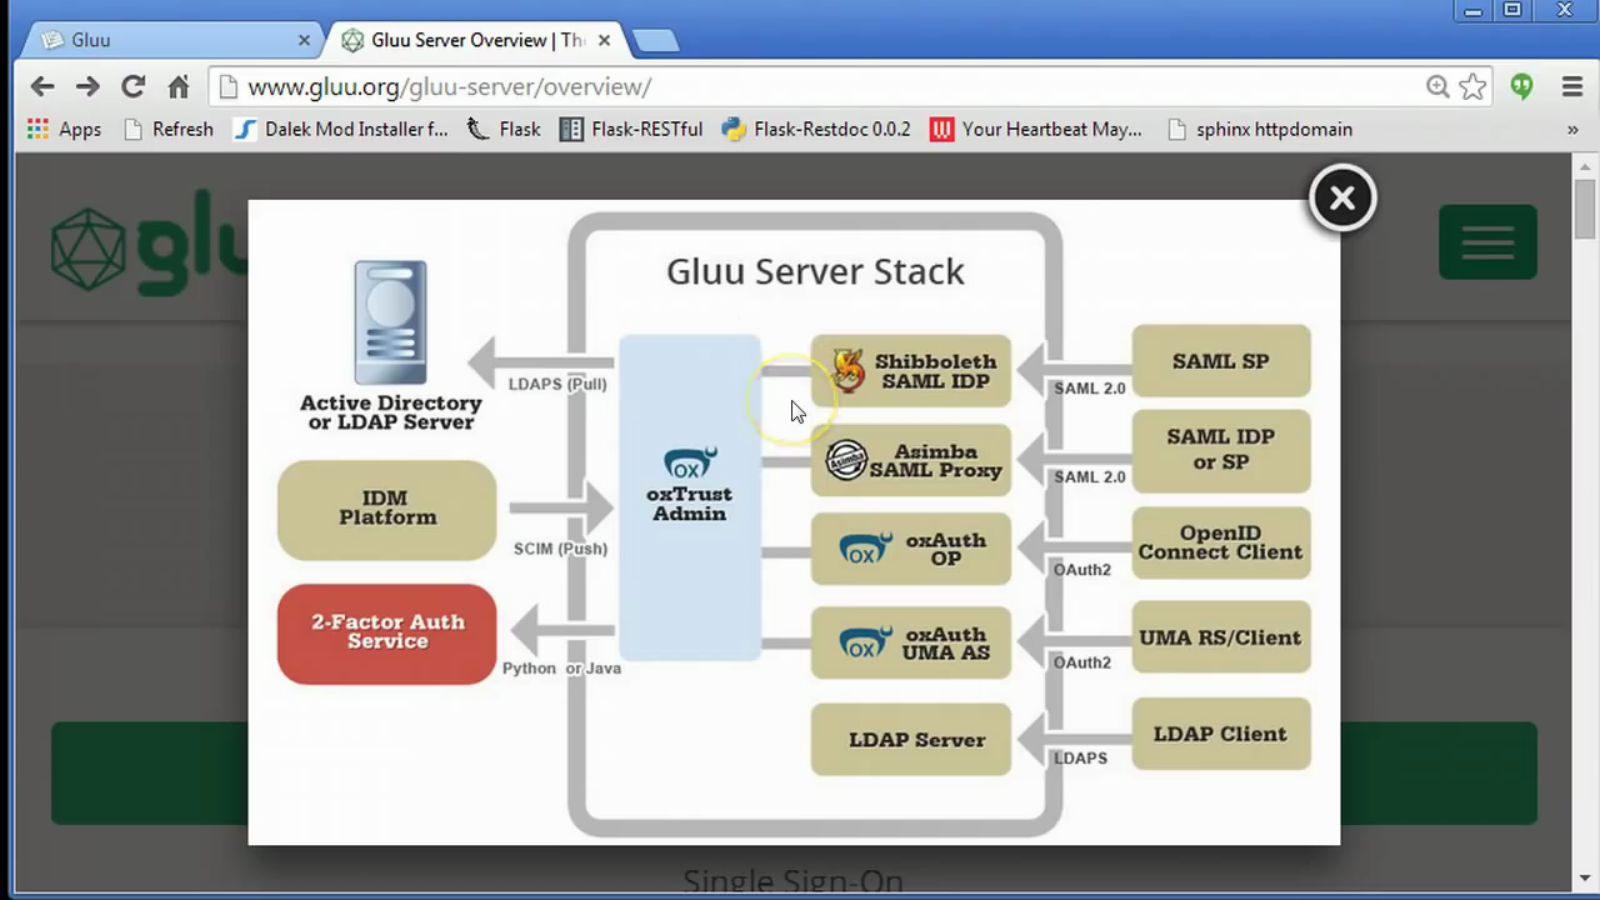 Gluu
Gluu Server Overview | Th
www.gluu.org/gluu-server/overview/
Apps
Refresh
Dalek Mod Installer f...
Flask
Flask-RESTful
Flask-Restdoc 0.0.2
Your Heartbeat May...
sphinx httpdomain
»
glu
Gluu Server Stack
Active Directory
or LDAP Server
LDAPS (Pull)
IDM
Platform
SCIM (Push)
2-Factor Auth
Service
Python or Java
OX
oxTrust
Admin
Shibboleth
SAML IDP
SAML 2.0
SAML SP
Asimba
Asimba
SAML Proxy
SAML 2.0
SAML IDP
or SP
OX
oxAuth
OP
OAuth2
OpenID
Connect Client
OX
oxAuth
UMA AS
OAuth2
UMA RS/Client
LDAP Server
LDAPS
LDAP Client
Single Sign-On